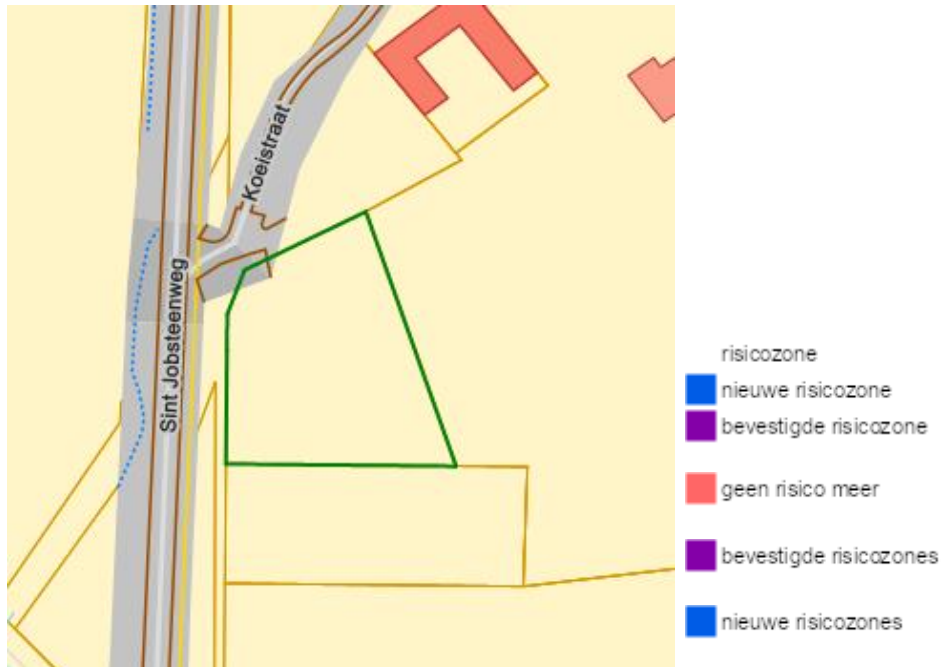 Koeistraat
Sint Jobsteenweg
risicozone
nieuwe risicozone
bevestigde risicozone
geen risico meer
bevestigde risicozones
nieuwe risicozones